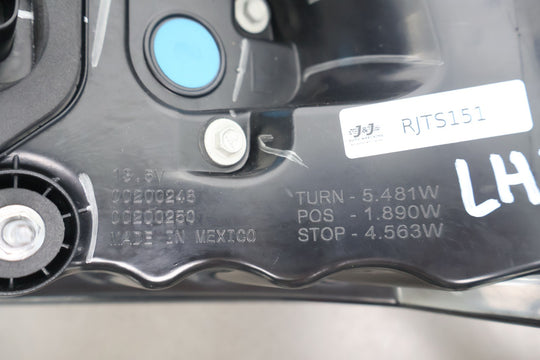 J&J
RJTS151
LH
13.5V
00200248
00200250
MADE IN MEXICO
TURN - 5.481W
POS - 1.890W
STOP - 4.563W